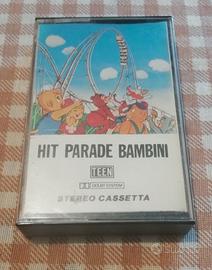 HIT PARADE BAMBINI
TEEN
DOLBY SYSTEM
STEREO CASSETTA